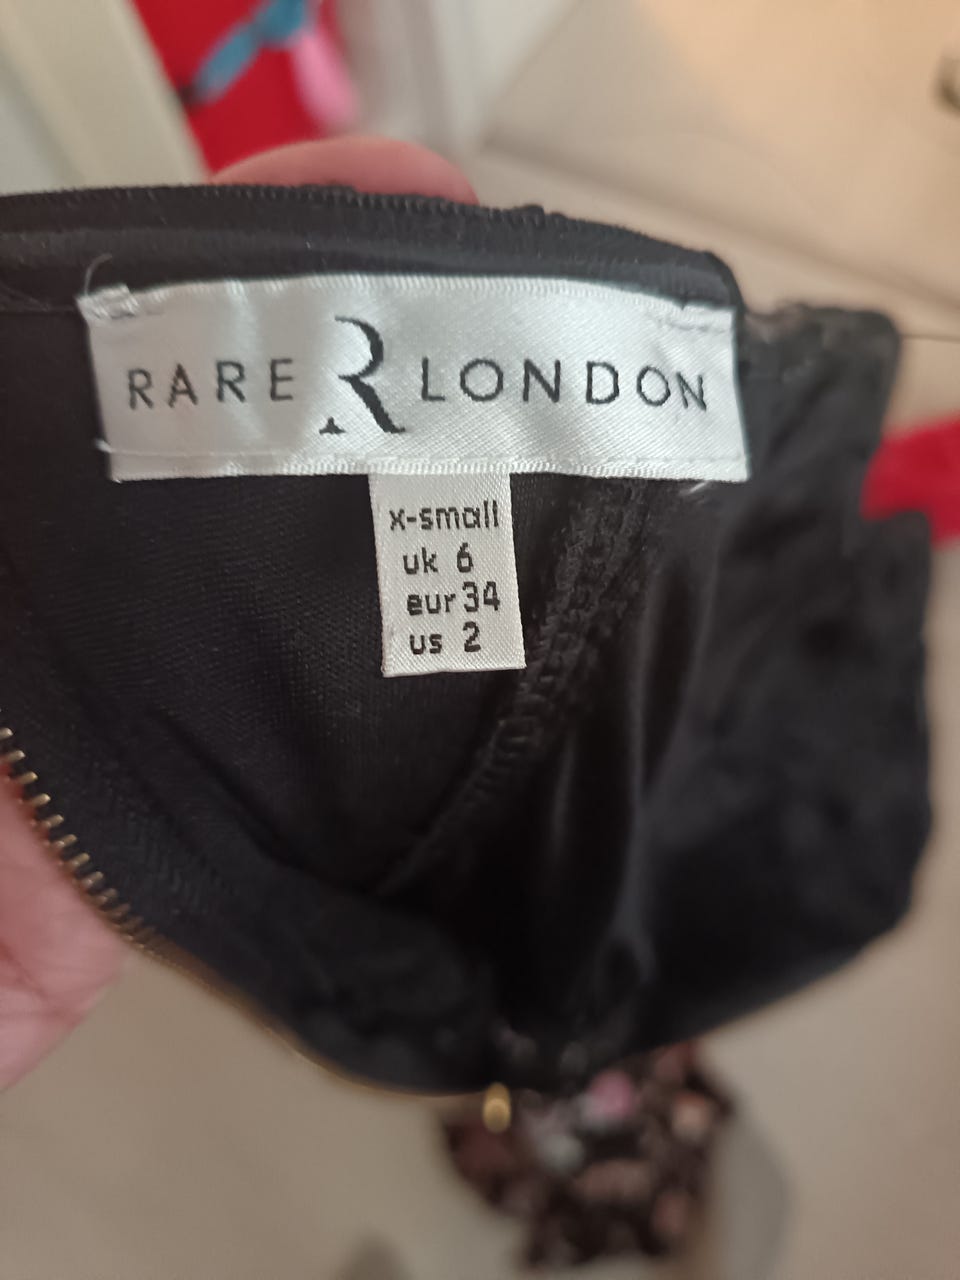 RARE R LONDON
x-small
uk 6
eur 34
us 2